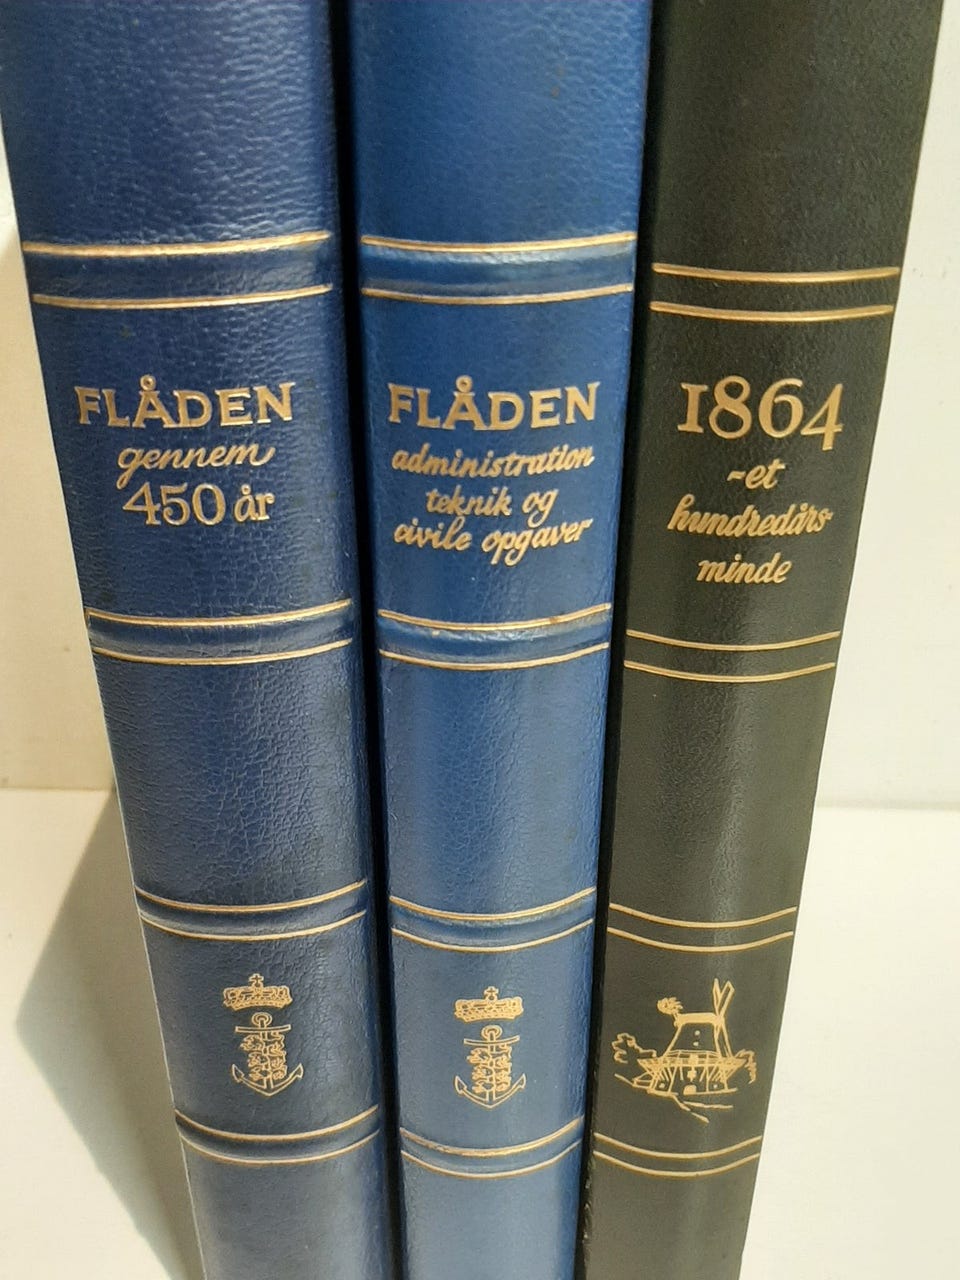 FLÅDEN
gennem
450 år
FLÅDEN
administration
teknik og
civile opgaver
1864
-et
hundredårs-
minde